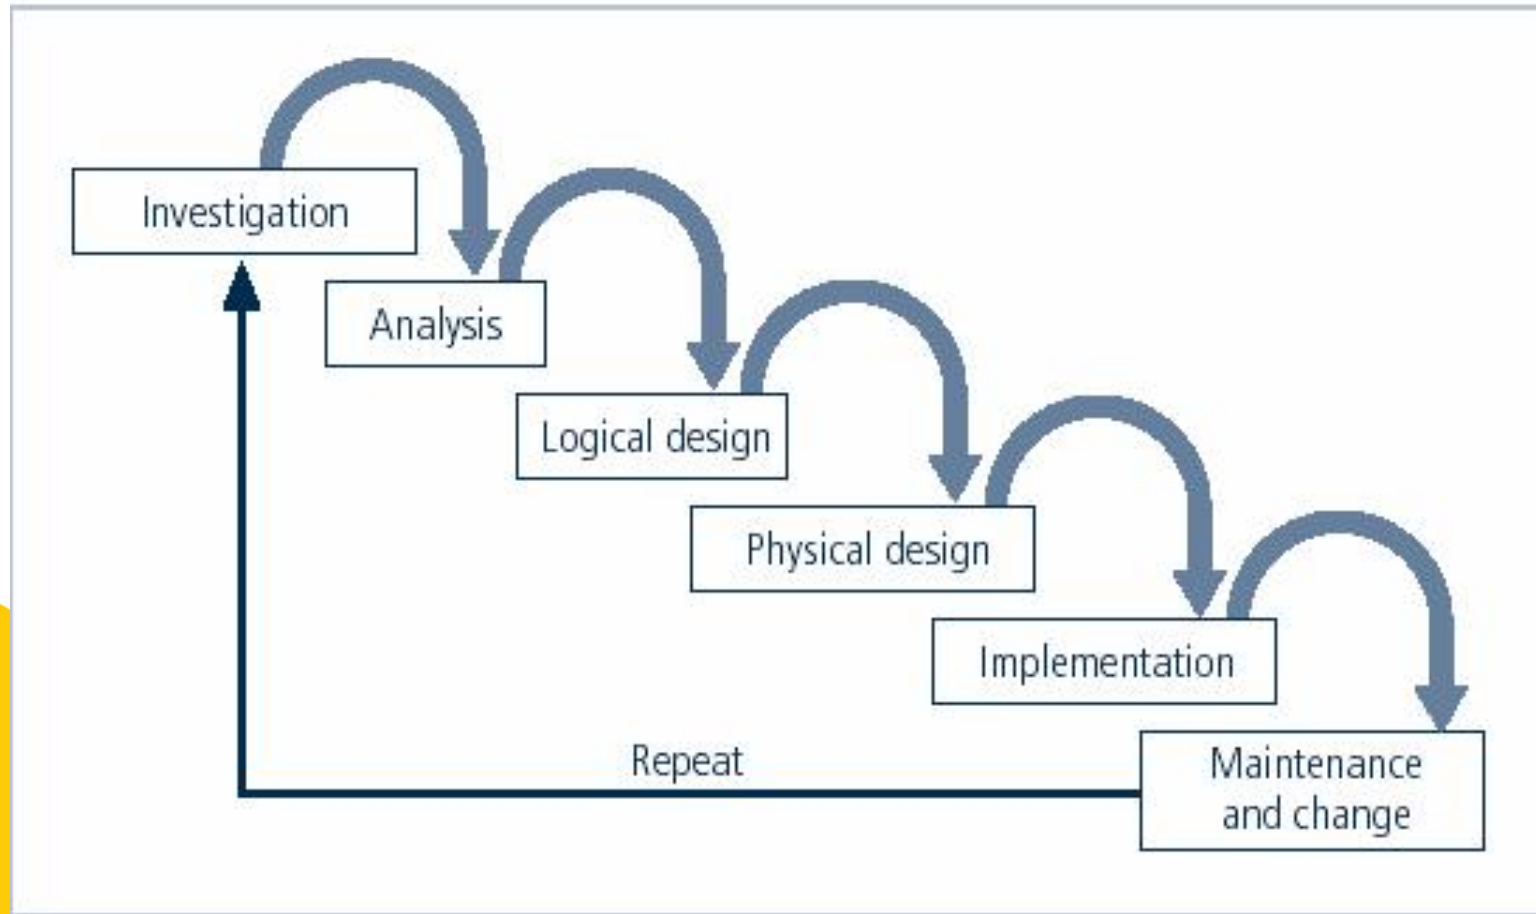 Investigation
Analysis
Logical design
Physical design
Implementation
Repeat
Maintenance
and change